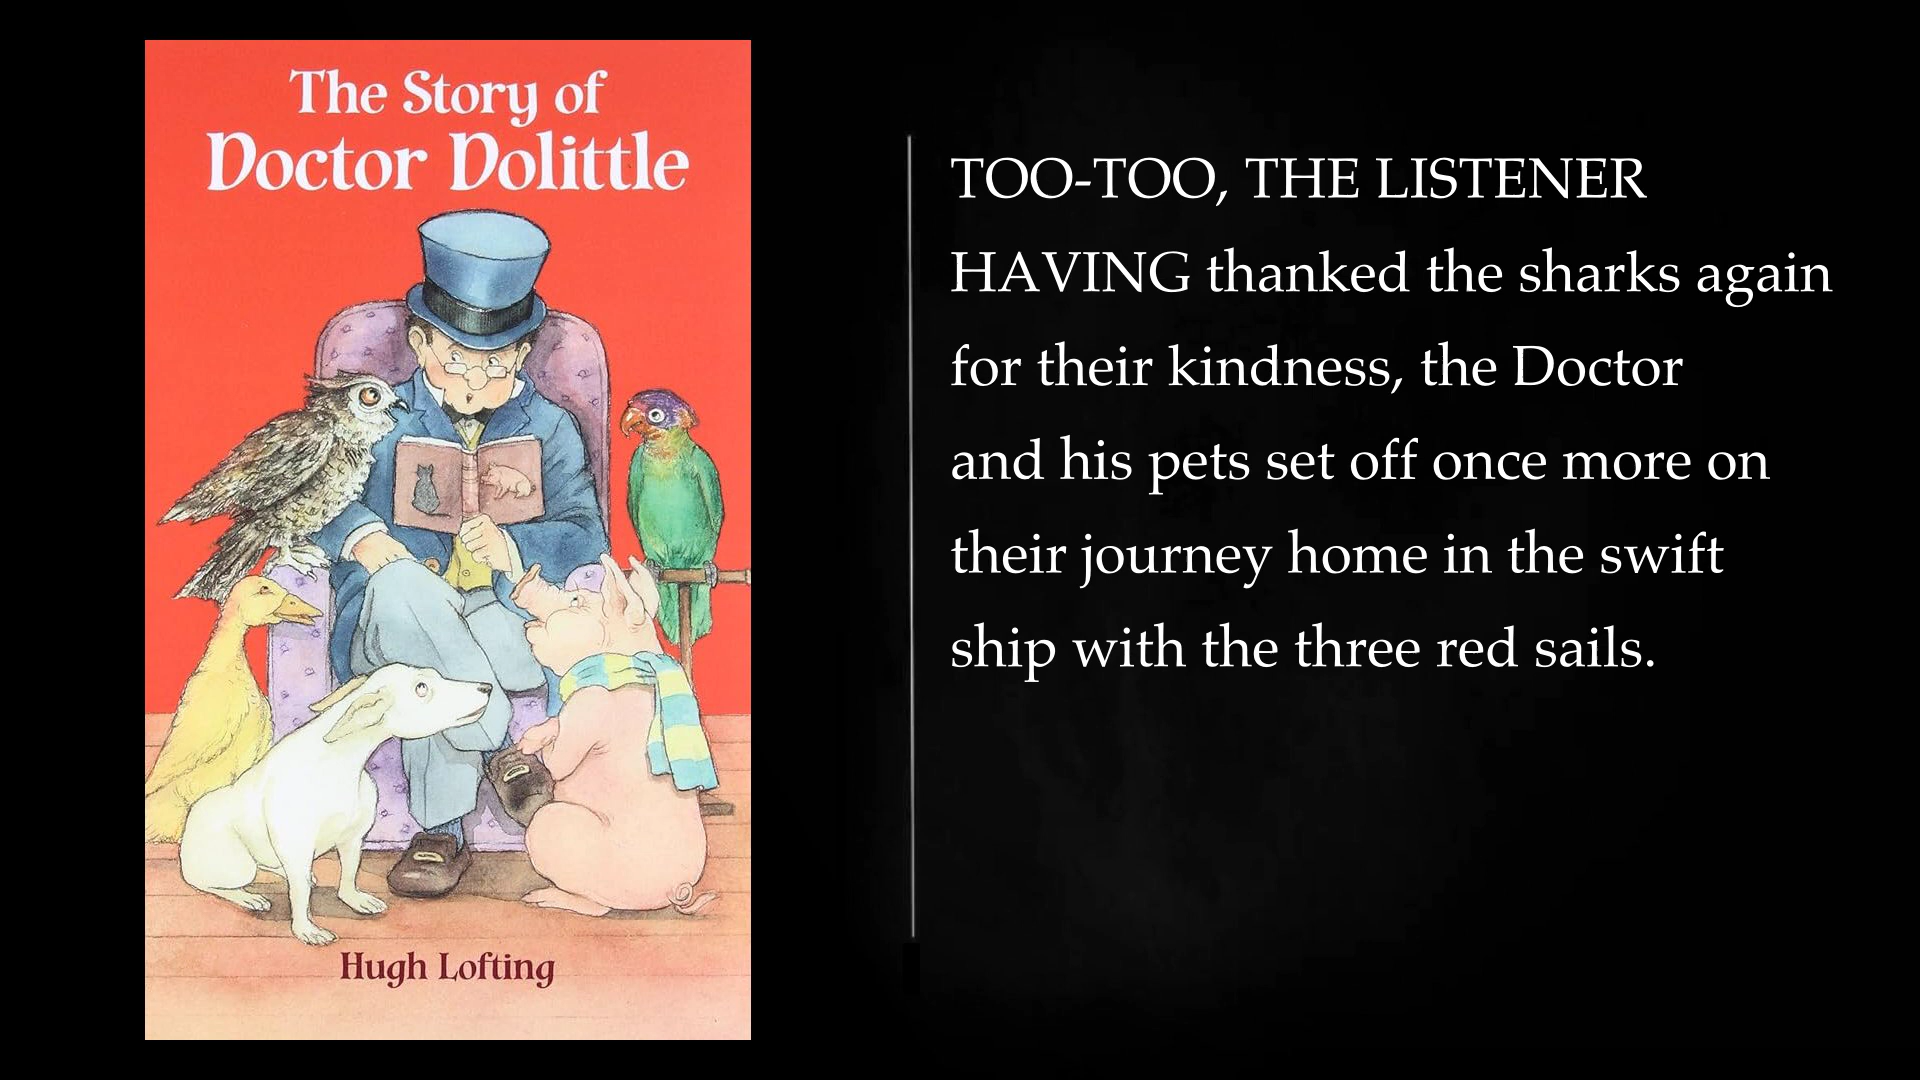 The Story of
Doctor Dolittle
Hugh Lofting
TOO-TOO, THE LISTENER
HAVING thanked the sharks again
for their kindness, the Doctor
and his pets set off once more on
their journey home in the swift
ship with the three red sails.